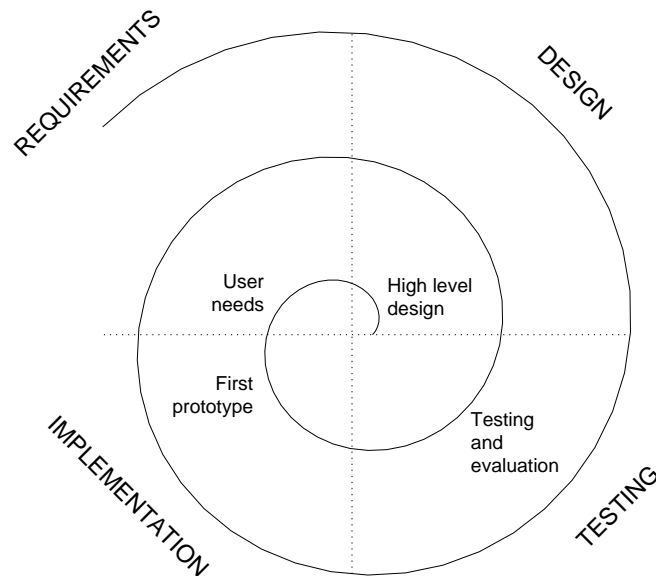 REQUIREMENTS
DESIGN
User
needs
High level
design
First
prototype
Testing
and
evaluation
IMPLEMENTATION
TESTING